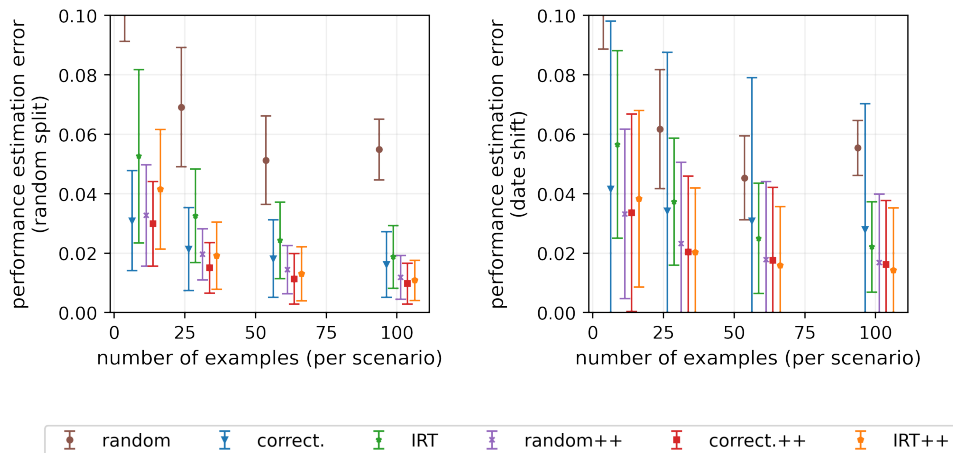 performance estimation error
(random split)
0.10
0.08
0.06
0.04
0.02
0.00
0 25 50 75 100
number of examples (per scenario)
performance estimation error
(date shift)
0.10
0.08
0.06
0.04
0.02
0.00
0 25 50 75 100
number of examples (per scenario)
random correct. IRT random++ correct.++ IRT++